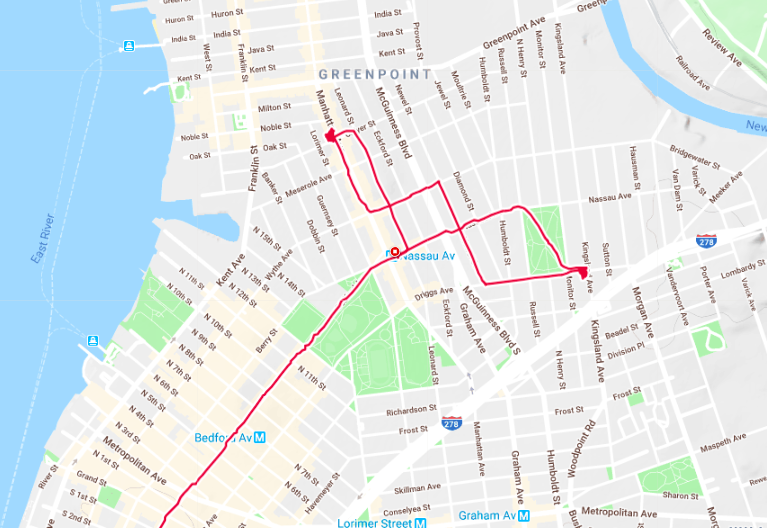 Huron St
Huron St
India St
India St
India St
Greenpoint Ave
Java St
Java St
Kent St
Kent St
Kent St
West St
Franklin St
Provost St
N Henry St
Monitor St
Kingsland Ave
Review Ave
Railroad Ave
Russell St
Humboldt St
Moultrie St
Jewel St
Newel St
GREENPOINT
Milton St
Noble St
Noble St
Oak St
Oak St
Leonard St
Lorimer St
Eckford St
McGuinness Blvd
Franklin St
Banker St
Meserole Ave
Guernsey St
Dobbin St
Diamond St
Humboldt St
Nassau Ave
Hausman St
Bridgewater St
Varick St
Van Dam St
Meeker Ave
East River
N 15th St
Wythe Ave
Kent Ave
N 14th St
N 13th St
N 12th St
N 11th St
N 10th St
N 10th St
N 9th St
N 8th St
N 7th St
N 6th St
N 5th St
N 4th St
N 3rd St
N 1st St
Berry St
N 11th St
Nassau Av
Driggs Ave
McGuinness Blvd S
Graham Ave
Eckford St
Leonard St
Russell St
Monitor St
Sutton St
278
Lombardy St
Porter Ave
Varick Ave
Vandervoort Ave
Morgan Ave
Kingsland Ave
Beadel St
Division Pl
N Henry St
Frost St
Frost St
Frost St
Richardson St
278
Bedford Av M
Metropolitan Ave
Grand St
S 1st St
S 2nd St
River St
N 7th St
N 6th St
Havemeyer St
Manhattan Ave
Graham Ave
Humboldt St
Woodpoint Rd
Maspeth Ave
Skillman Ave
Conselyea St
Sharon St
Lorimer Street M
Graham Av M
Metropolitan Ave